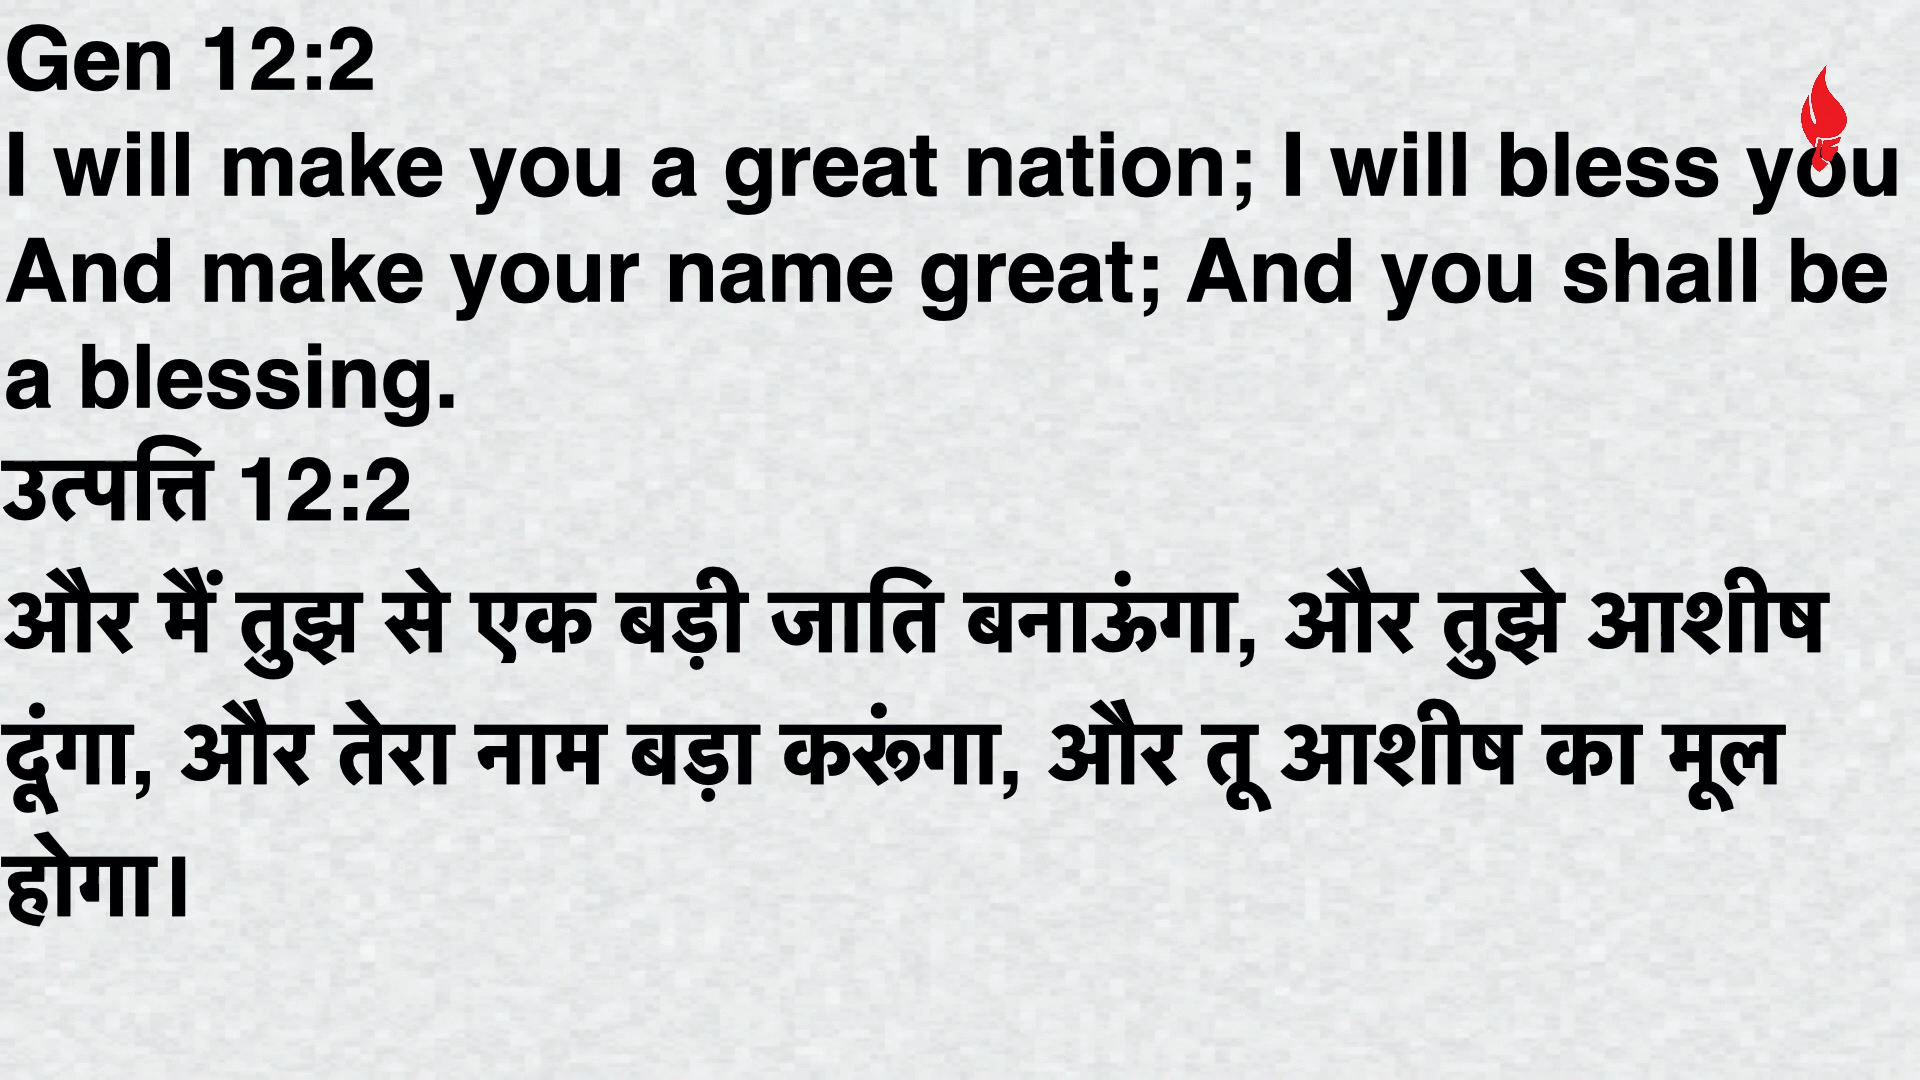 Gen 12:2
I will make you a great nation; I will bless you
And make your name great; And you shall be
a blessing.
उत्पत्ति 12:2
और मैं तुझ से एक बड़ी जाति बनाऊंगा, और तुझे आशीष
दूंगा, और तेरा नाम बड़ा करूंगा, और तू आशीष का मूल
होगा।